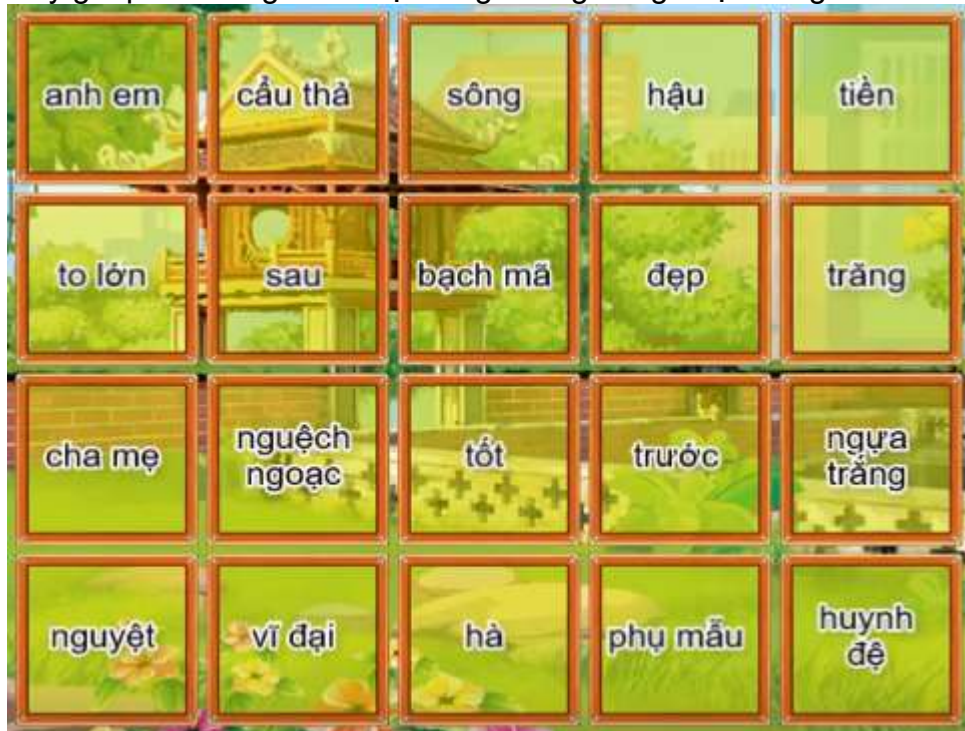 anh em
cẩu thả
sông
hậu
tiền
to lớn
sau
bạch mã
đẹp
trăng
cha mẹ
nguệch
ngoạc
tốt
trước
ngựa
trắng
nguyệt
vĩ đại
hà
phụ mẫu
huynh
đệ